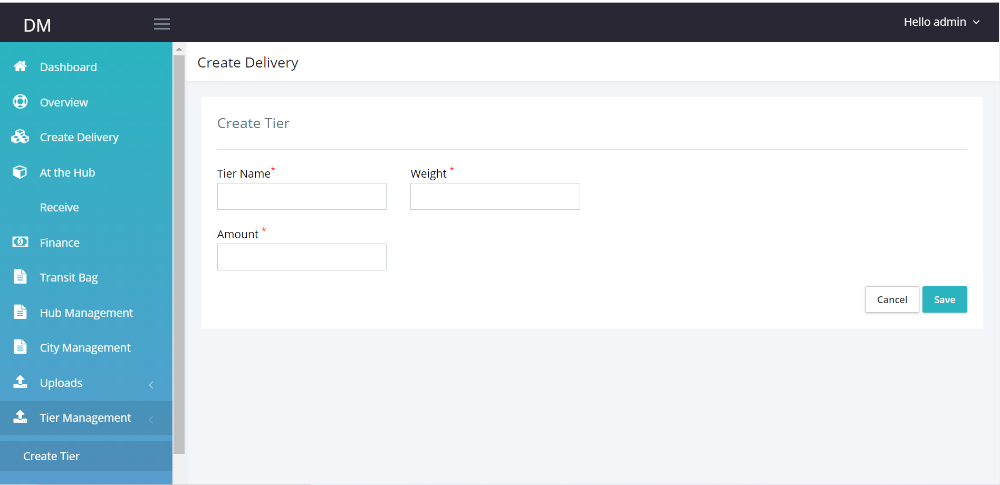 DM
Hello admin
Dashboard
Overview
Create Delivery
At the Hub
Receive
Finance
Transit Bag
Hub Management
City Management
Uploads
Tier Management
Create Tier
Create Delivery
Create Tier
Tier Name*
Weight *
Amount *
Cancel
Save